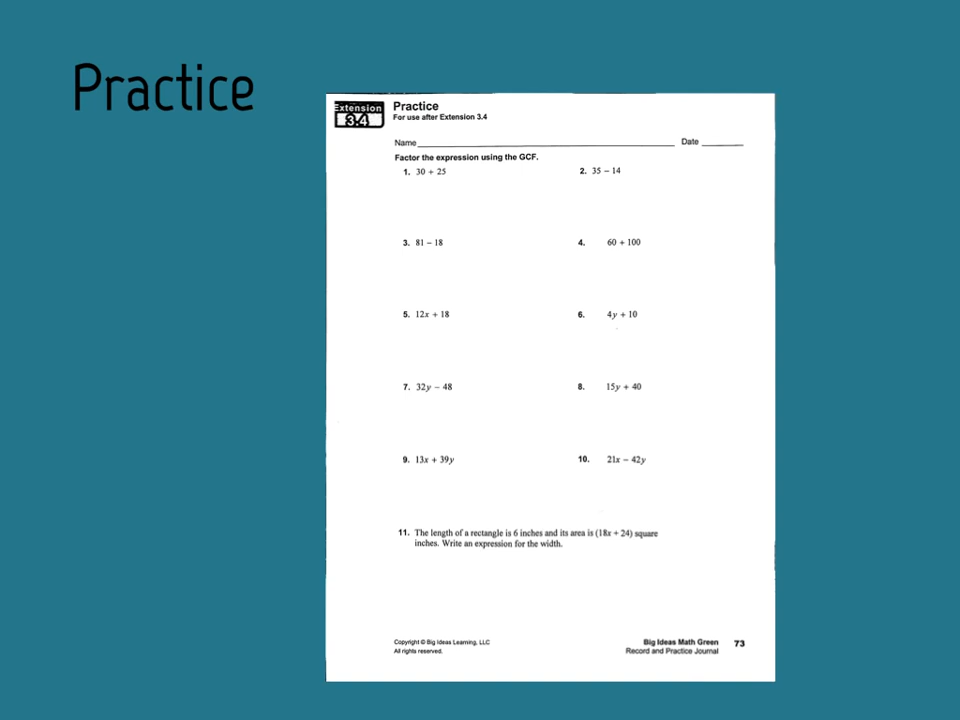 Practice
Extension
3.4
Practice
For use after Extension 3.4
Name
Date
Factor the expression using the GCF.
1. 30 + 25
2. 35 − 14
3. 81 − 18
4. 60 + 100
5. 12x + 18
6. 4y + 10
7. 32y − 48
8. 15y + 40
9. 13x + 39y
10. 21x − 42y
11. The length of a rectangle is 6 inches and its area is (18x + 24) square
inches. Write an expression for the width.
Copyright © Big Ideas Learning, LLC
All rights reserved.
Big Ideas Math Green
73
Record and Practice Journal